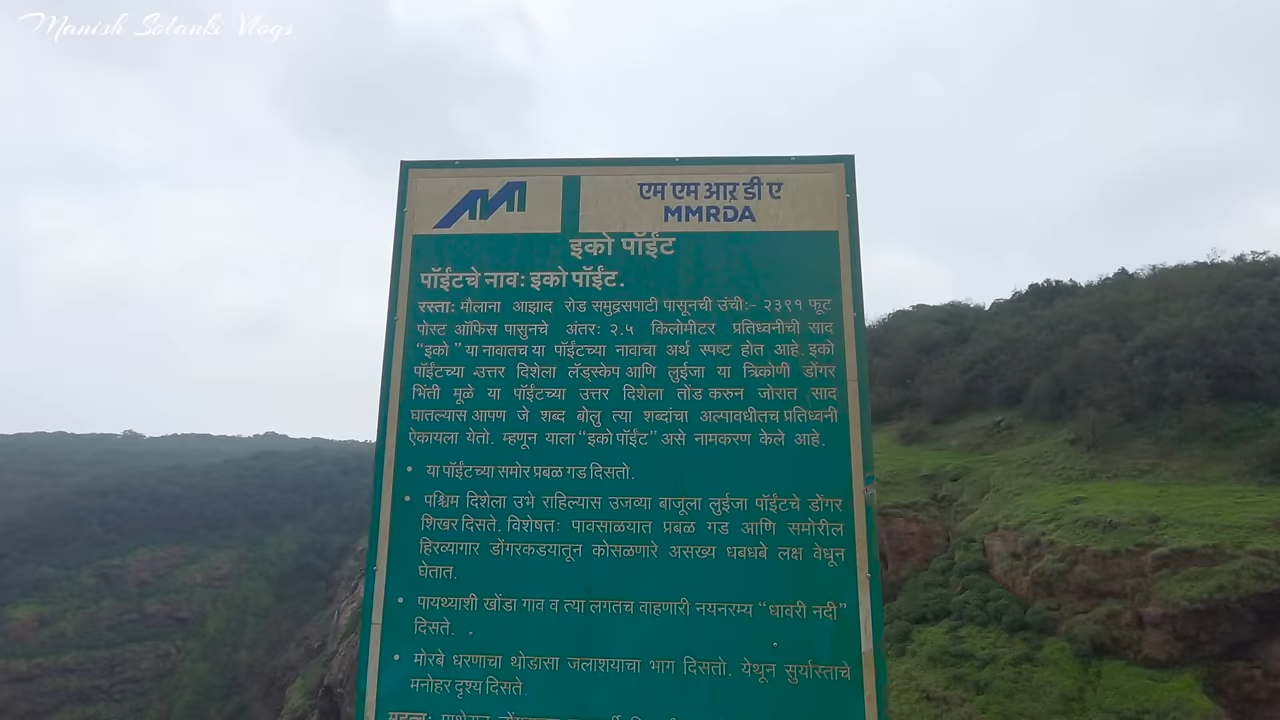 Manish Solanki Vlogs
एम एम आर डी ए
MMRDA
इको पॉईंट
पॉईंटचे नावः इको पॉईंट.
रस्ताः मौलाना आझाद रोड समुद्रसपाटी पासूनची उंचीः- २३९१ फूट
पोस्ट ऑफिस पासुनचे अंतरः २.५ किलोमीटर प्रतिध्वनीची साद
“इको ” या नावातच या पॉईंटच्या नावाचा अर्थ स्पष्ट होत आहे. इको
पॉईंटच्या उत्तर दिशेला लॅड्स्केप आणि लुईजा या त्रिकोणी डोंगर
भिंती मूळे या पॉईंटच्या उत्तर दिशेला तोंड करुन जोरात साद
घातल्यास आपण जे शब्द बोलु त्या शब्दांचा अल्पावधीतच प्रतिध्वनी
ऐकायला येतो. म्हणून याला “इको पॉईंट” असे नामकरण केले आहे.
• या पॉईंटच्या समोर प्रबळ गड दिसतो.
• पश्चिम दिशेला उभे राहिल्यास उजव्या बाजूला लुईजा पॉईंटचे डोंगर
शिखर दिसते. विशेषतः पावसाळयात प्रबळ गड आणि समोरील
हिरव्यागार डोंगरकडयातून कोसळणारे असख्य धबधबे लक्ष वेधून
घेतात.
• पायथ्याशी खोंडा गाव व त्या लगतच वाहणारी नयनरम्य “धावरी नदी”
दिसते.
• मोरबे धरणाचा थोडासा जलाशयाचा भाग दिसतो. येथून सुर्यास्ताचे
मनोहर दृश्य दिसते.